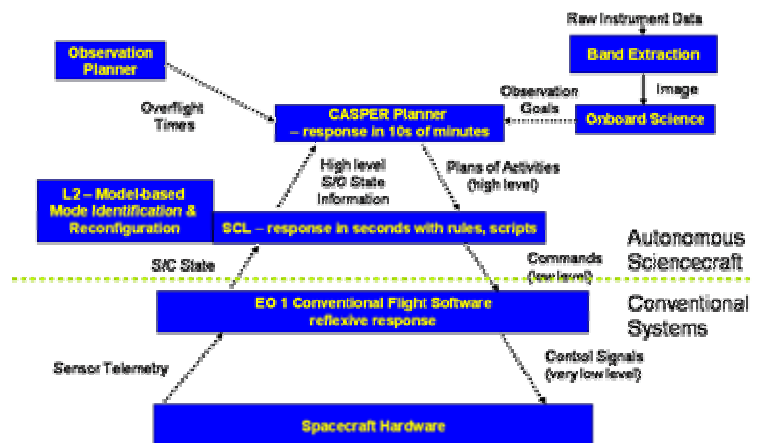 Raw Instrument Data
Observation
Planner
Band Extraction
Image
Observation
Goals
Overflight
Times
CASPER Planner
– response in 10s of minutes
Onboard Science
High level
S/C State
Information
Plans of Activities
(high level)
L2 – Model-based
Mode Identification &
Reconfiguration
SCL – response in seconds with rules, scripts
Autonomous
Sciencecraft
S/C State
Commands
(low level)
EO 1 Conventional Flight Software
reflexive response
Conventional
Systems
Sensor Telemetry
Control Signals
(very low level)
Spacecraft Hardware